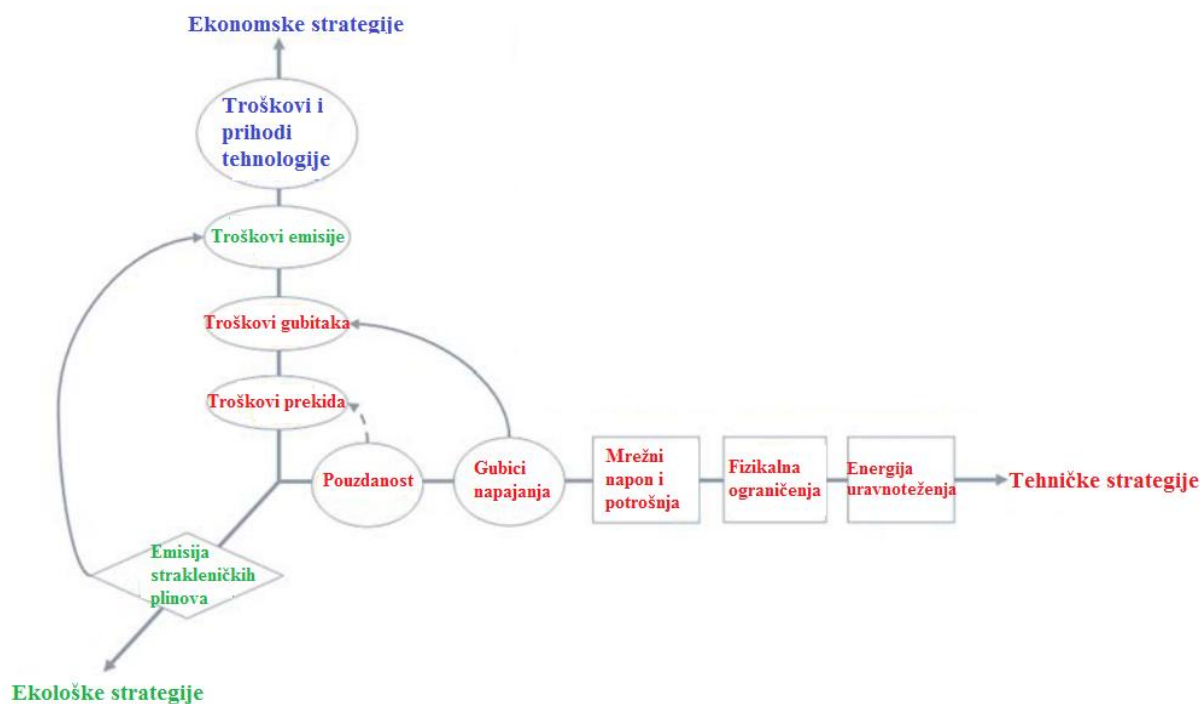 Ekonomske strategije
Troškovi i
prihodi
tehnologije
Troškovi emisije
Troškovi gubitaka
Troškovi prekida
Pouzdanost
Gubici
napajanja
Mrežni
napon i
potrošnja
Fizikalna
ograničenja
Energija
uravnoteženja
Tehničke strategije
Emisija
strakleničkih
plinova
Ekološke strategije